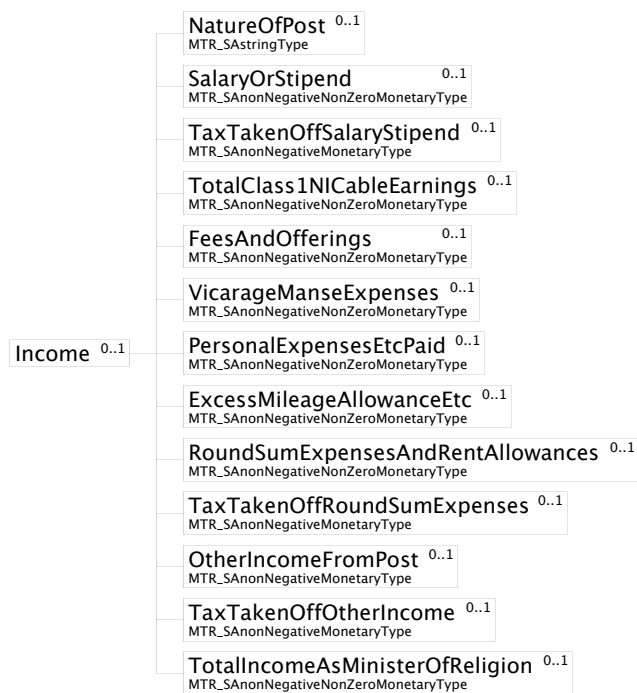 NatureOfPost 0..1
MTR_SAstringType
SalaryOrStipend 0..1
MTR_SAnonNegativeNonZeroMonetaryType
TaxTakenOffSalaryStipend 0..1
MTR_SAnonNegativeMonetaryType
TotalClass1NICableEarnings 0..1
MTR_SAnonNegativeNonZeroMonetaryType
FeesAndOfferings 0..1
MTR_SAnonNegativeNonZeroMonetaryType
VicarageManseExpenses 0..1
MTR_SAnonNegativeNonZeroMonetaryType
Income 0..1
PersonalExpensesEtcPaid 0..1
MTR_SAnonNegativeNonZeroMonetaryType
ExcessMileageAllowanceEtc 0..1
MTR_SAnonNegativeNonZeroMonetaryType
RoundSumExpensesAndRentAllowances 0..1
MTR_SAnonNegativeNonZeroMonetaryType
TaxTakenOffRoundSumExpenses 0..1
MTR_SAnonNegativeMonetaryType
OtherIncomeFromPost 0..1
MTR_SAnonNegativeMonetaryType
TaxTakenOffOtherIncome 0..1
MTR_SAnonNegativeMonetaryType
TotalIncomeAsMinisterOfReligion 0..1
MTR_SAnonNegativeNonZeroMonetaryType